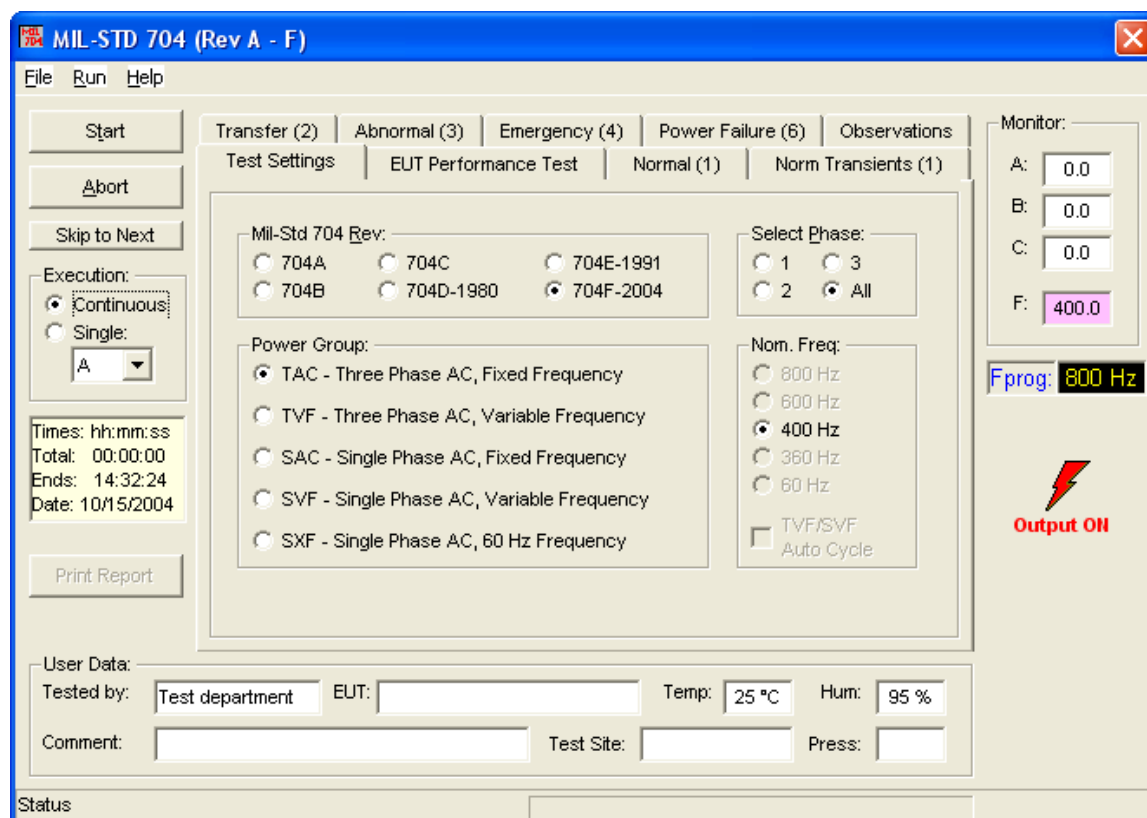 MIL 704 MIL-STD 704 (Rev A - F)
File Run Help
Start
Abort
Skip to Next
Execution:
Continuous
Single:
A
Times: hh:mm:ss
Total: 00:00:00
Ends: 14:32:24
Date: 10/15/2004
Print Report
Transfer (2) Abnormal (3) Emergency (4) Power Failure (6) Observations
Test Settings EUT Performance Test Normal (1) Norm Transients (1)
Mil-Std 704 Rev:
704A 704C 704E-1991
704B 704D-1980 704F-2004
Select Phase:
1 3
2 All
Power Group:
TAC - Three Phase AC, Fixed Frequency
TVF - Three Phase AC, Variable Frequency
SAC - Single Phase AC, Fixed Frequency
SVF - Single Phase AC, Variable Frequency
SXF - Single Phase AC, 60 Hz Frequency
Nom. Freq:
800 Hz
600 Hz
400 Hz
360 Hz
60 Hz
TVF/SVF
Auto Cycle
Monitor:
A: 0.0
B: 0.0
C: 0.0
F: 400.0
Fprog: 800 Hz
Output ON
User Data:
Tested by: Test department EUT: Temp: 25 °C Hum: 95 %
Comment: Test Site: Press:
Status